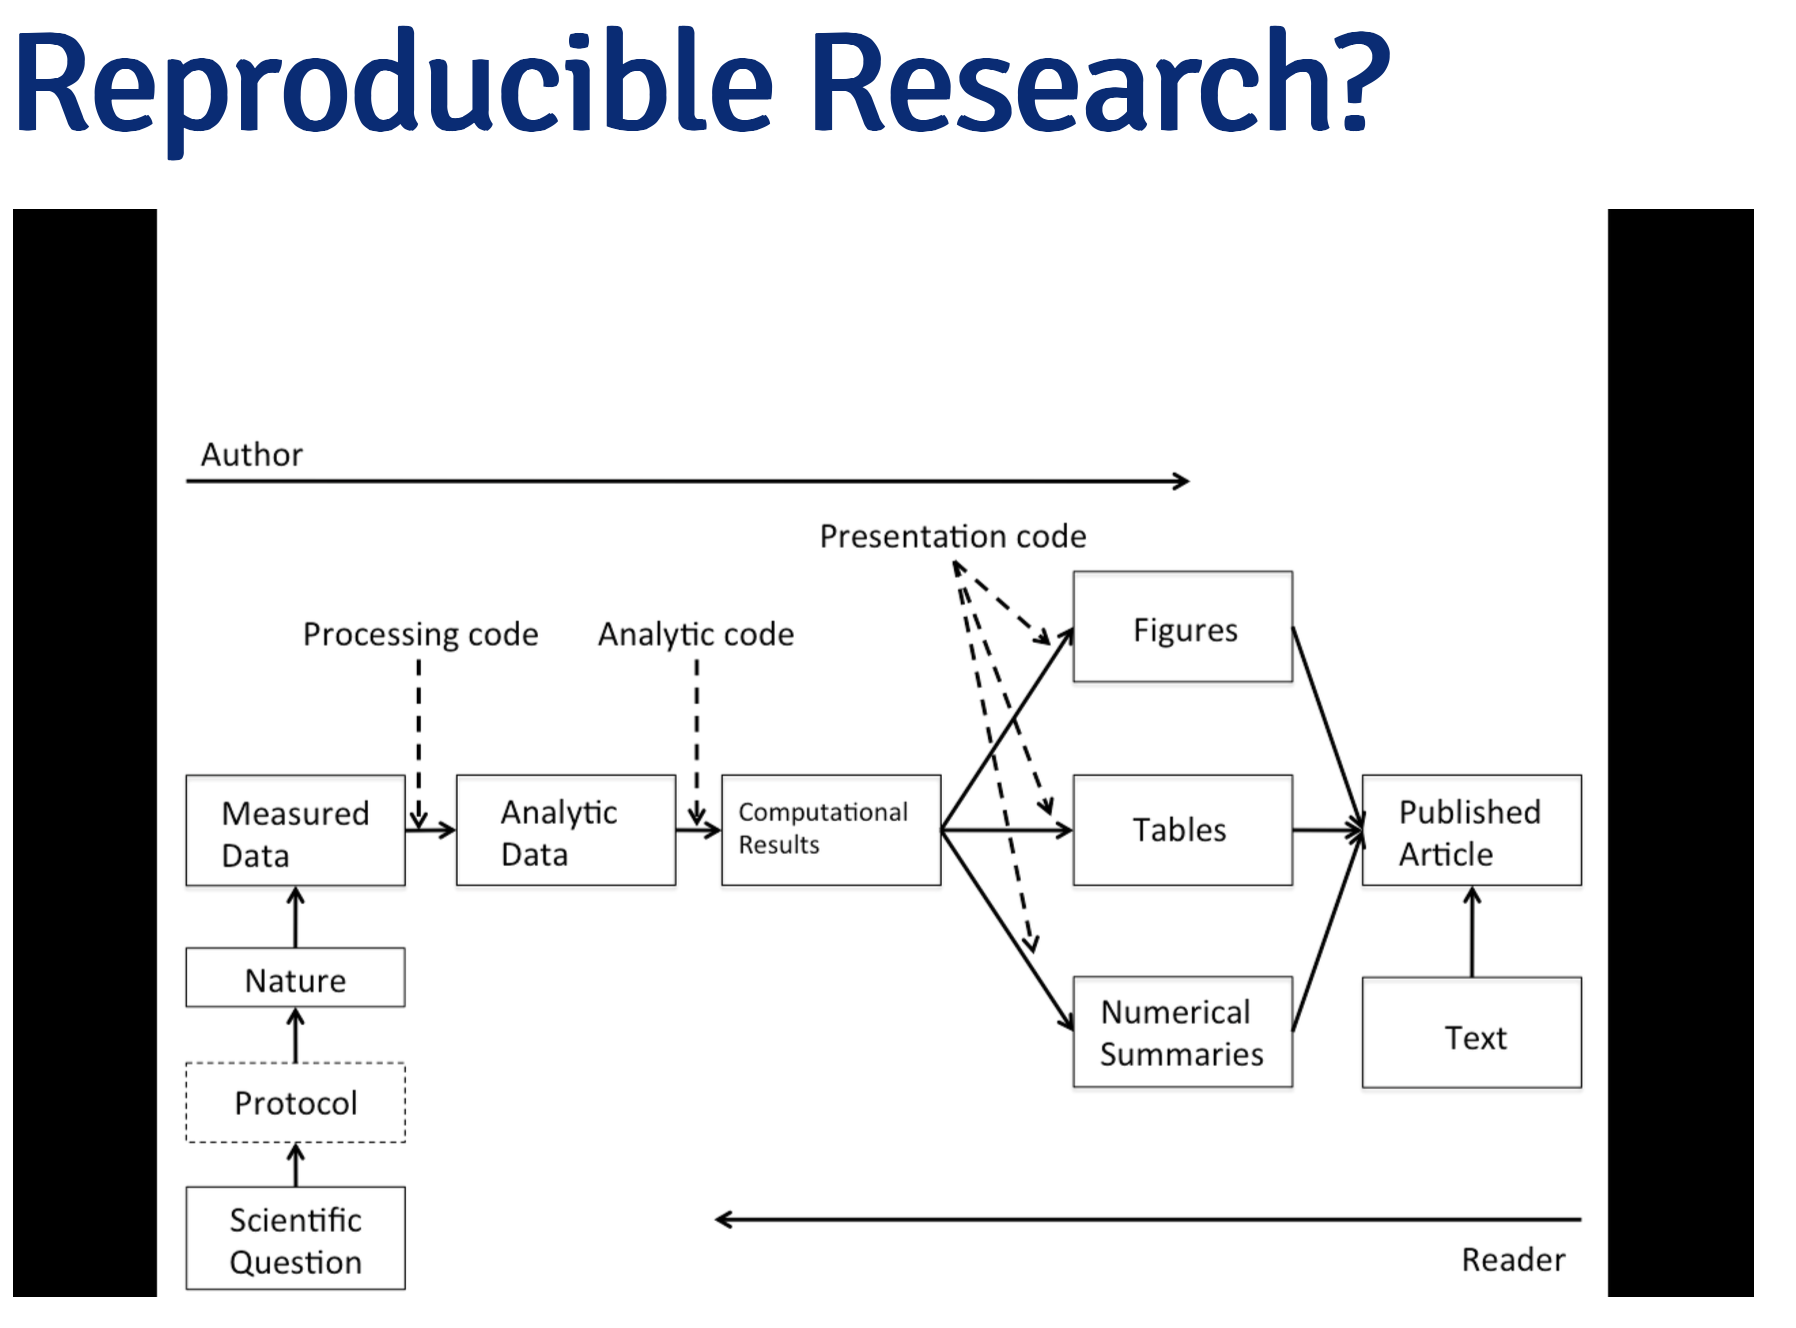 Reproducible Research?
Author
Presentation code
Processing code
Analytic code
Figures
Measured
Data
Analytic
Data
Computational
Results
Tables
Published
Article
Nature
Numerical
Summaries
Text
Protocol
Scientific
Question
Reader